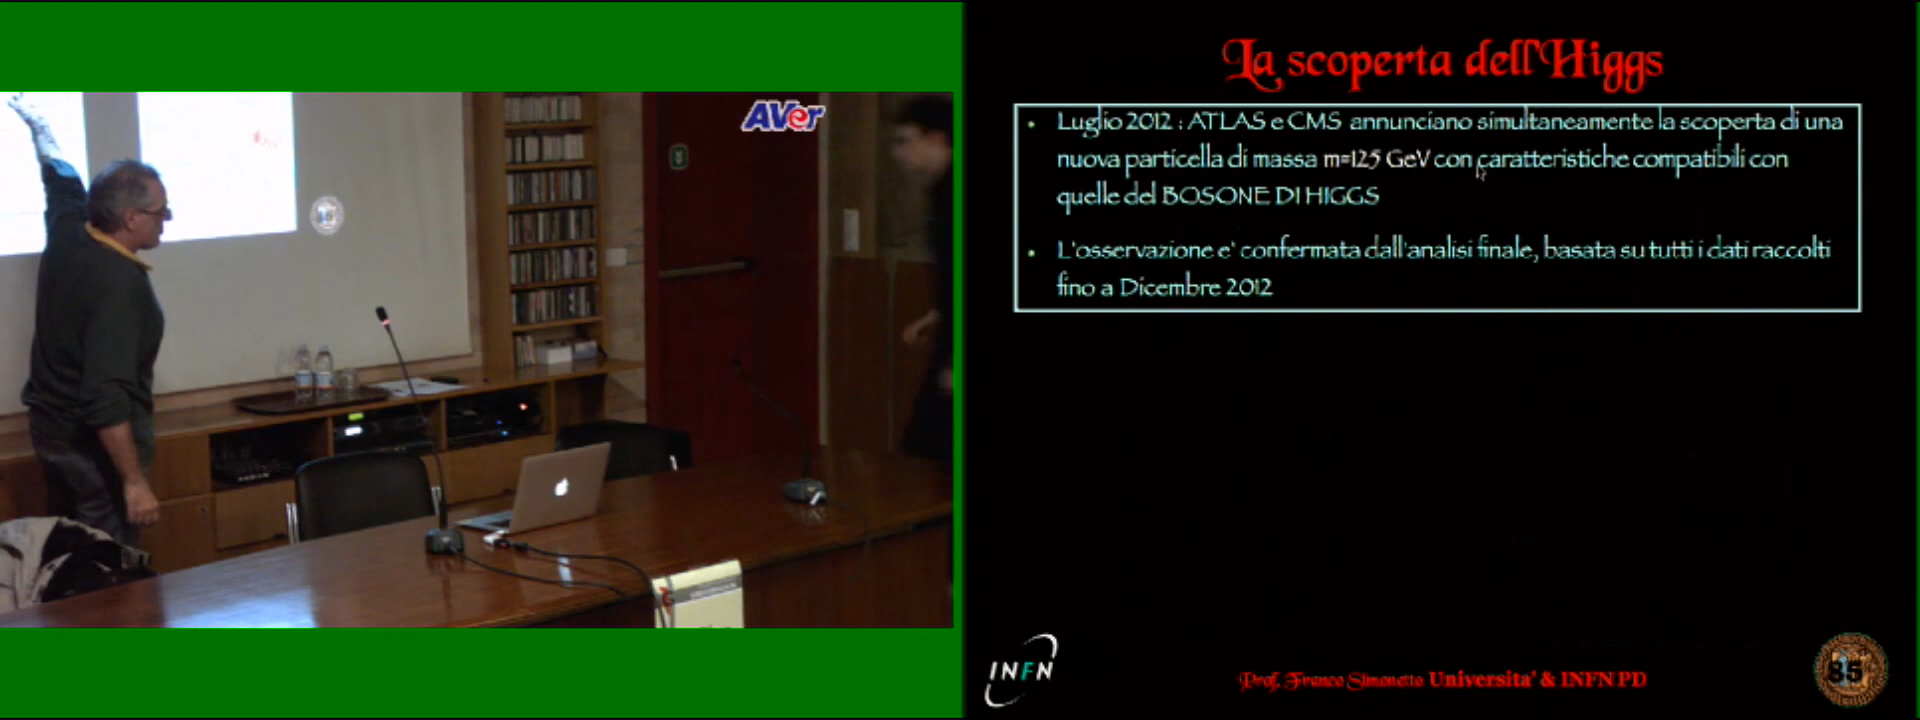 AVer
La scoperta dell'Higgs
• Luglio 2012 : ATLAS e CMS annunciano simultaneamente la scoperta di una
nuova particella di massa m=125 GeV con caratteristiche compatibili con
quelle del BOSONE DI HIGGS
• L'osservazione e' confermata dall'analisi finale, basata su tutti i dati raccolti
fino a Dicembre 2012
INFN
Prof. Franco Simonetto Universita' & INFN PD
35